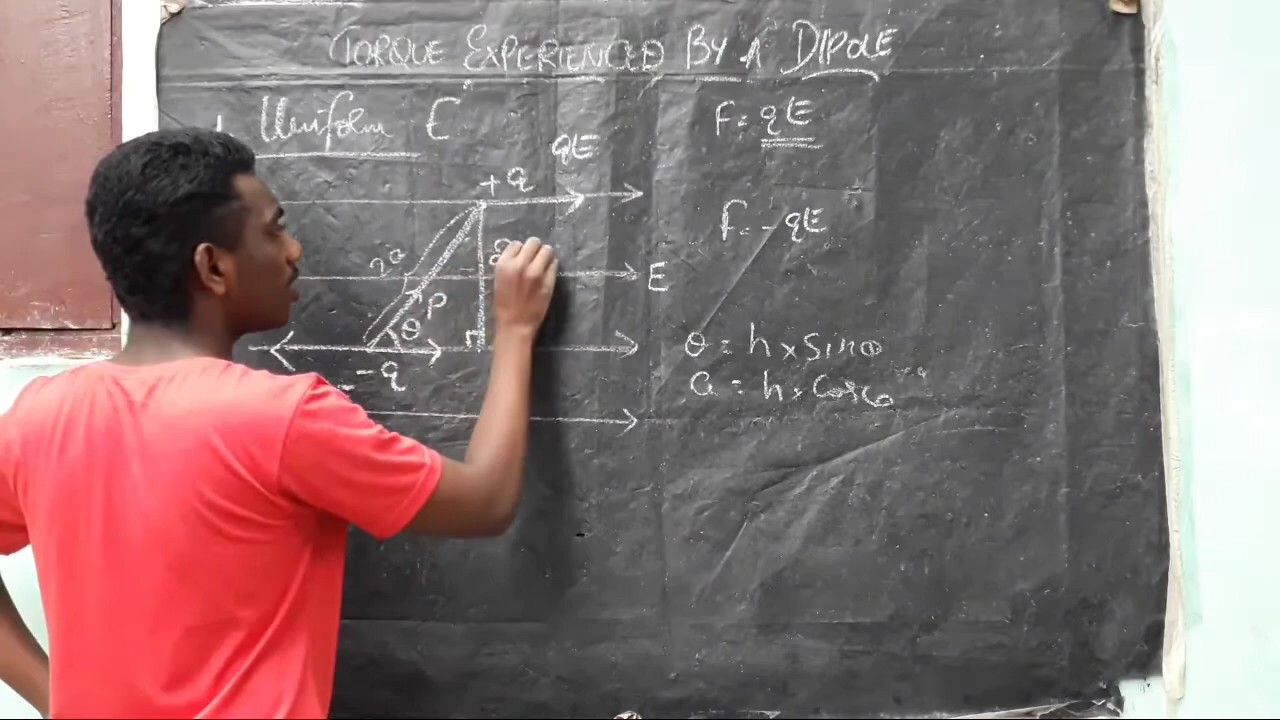 TORQUE EXPERIENCED BY A DIPOLE
Uniform E
F = qE
qE
+q
F = -qE
2a
E
P
θ
θ = h x Sinθ
-q
a = h x Cosθ